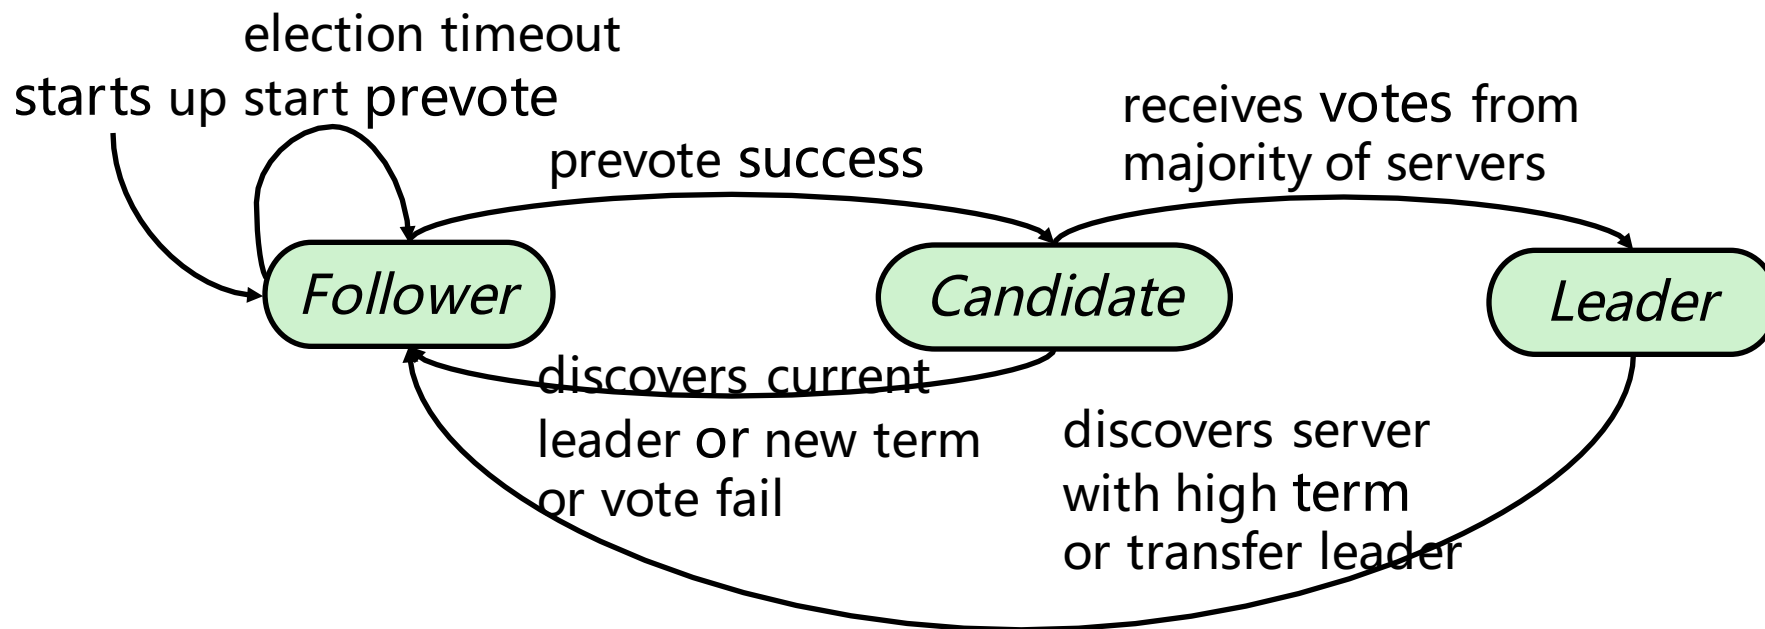 election timeout
starts up start prevote
prevote success
receives votes from
majority of servers
Follower
Candidate
Leader
discovers current
leader or new term
or vote fail
discovers server
with high term
or transfer leader